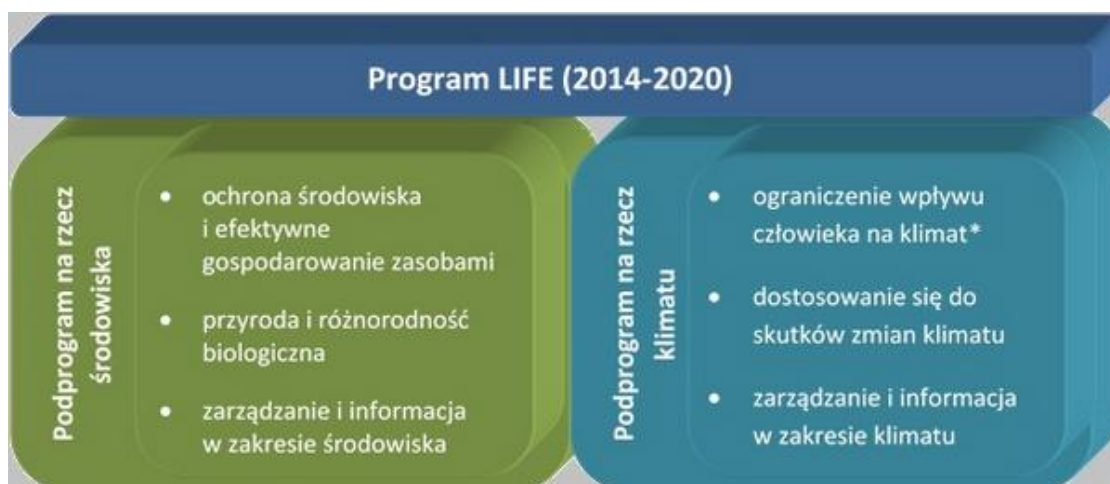 Program LIFE (2014-2020)
Podprogram na rzecz
środowiska
• ochrona środowiska
i efektywne
gospodarowanie zasobami
• przyroda i różnorodność
biologiczna
• zarządzanie i informacja
w zakresie środowiska
Podprogram na rzecz
klimatu
• ograniczenie wpływu
człowieka na klimat*
• dostosowanie się do
skutków zmian klimatu
• zarządzanie i informacja
w zakresie klimatu